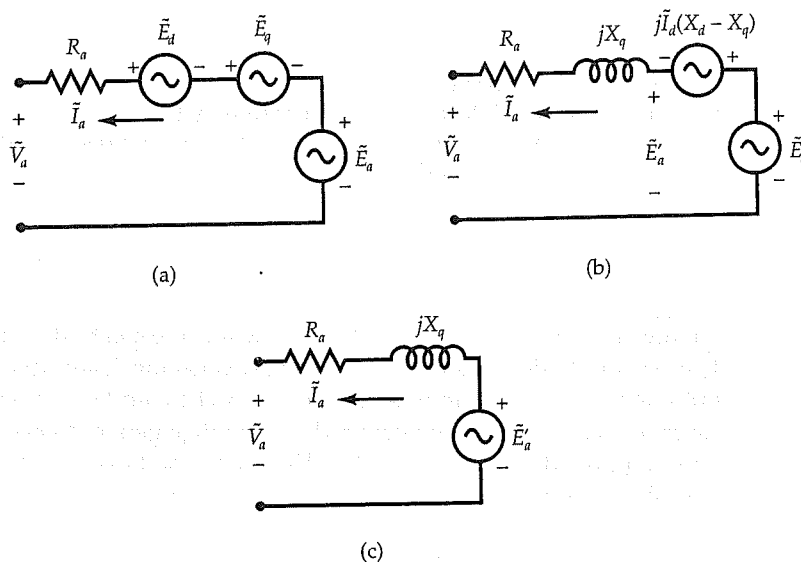 R_a
Ẽ_d
Ẽ_q
+ − + −
Ĩ_a
+
Ṽ_a
−
+
Ẽ_a
−
(a)
R_a
jX_q
jĨ_d(X_d − X_q)
− +
Ĩ_a
+
Ṽ_a
−
+
Ẽ′_a
−
+
Ẽ
−
(b)
R_a
jX_q
Ĩ_a
+
Ṽ_a
−
+
Ẽ′_a
−
(c)